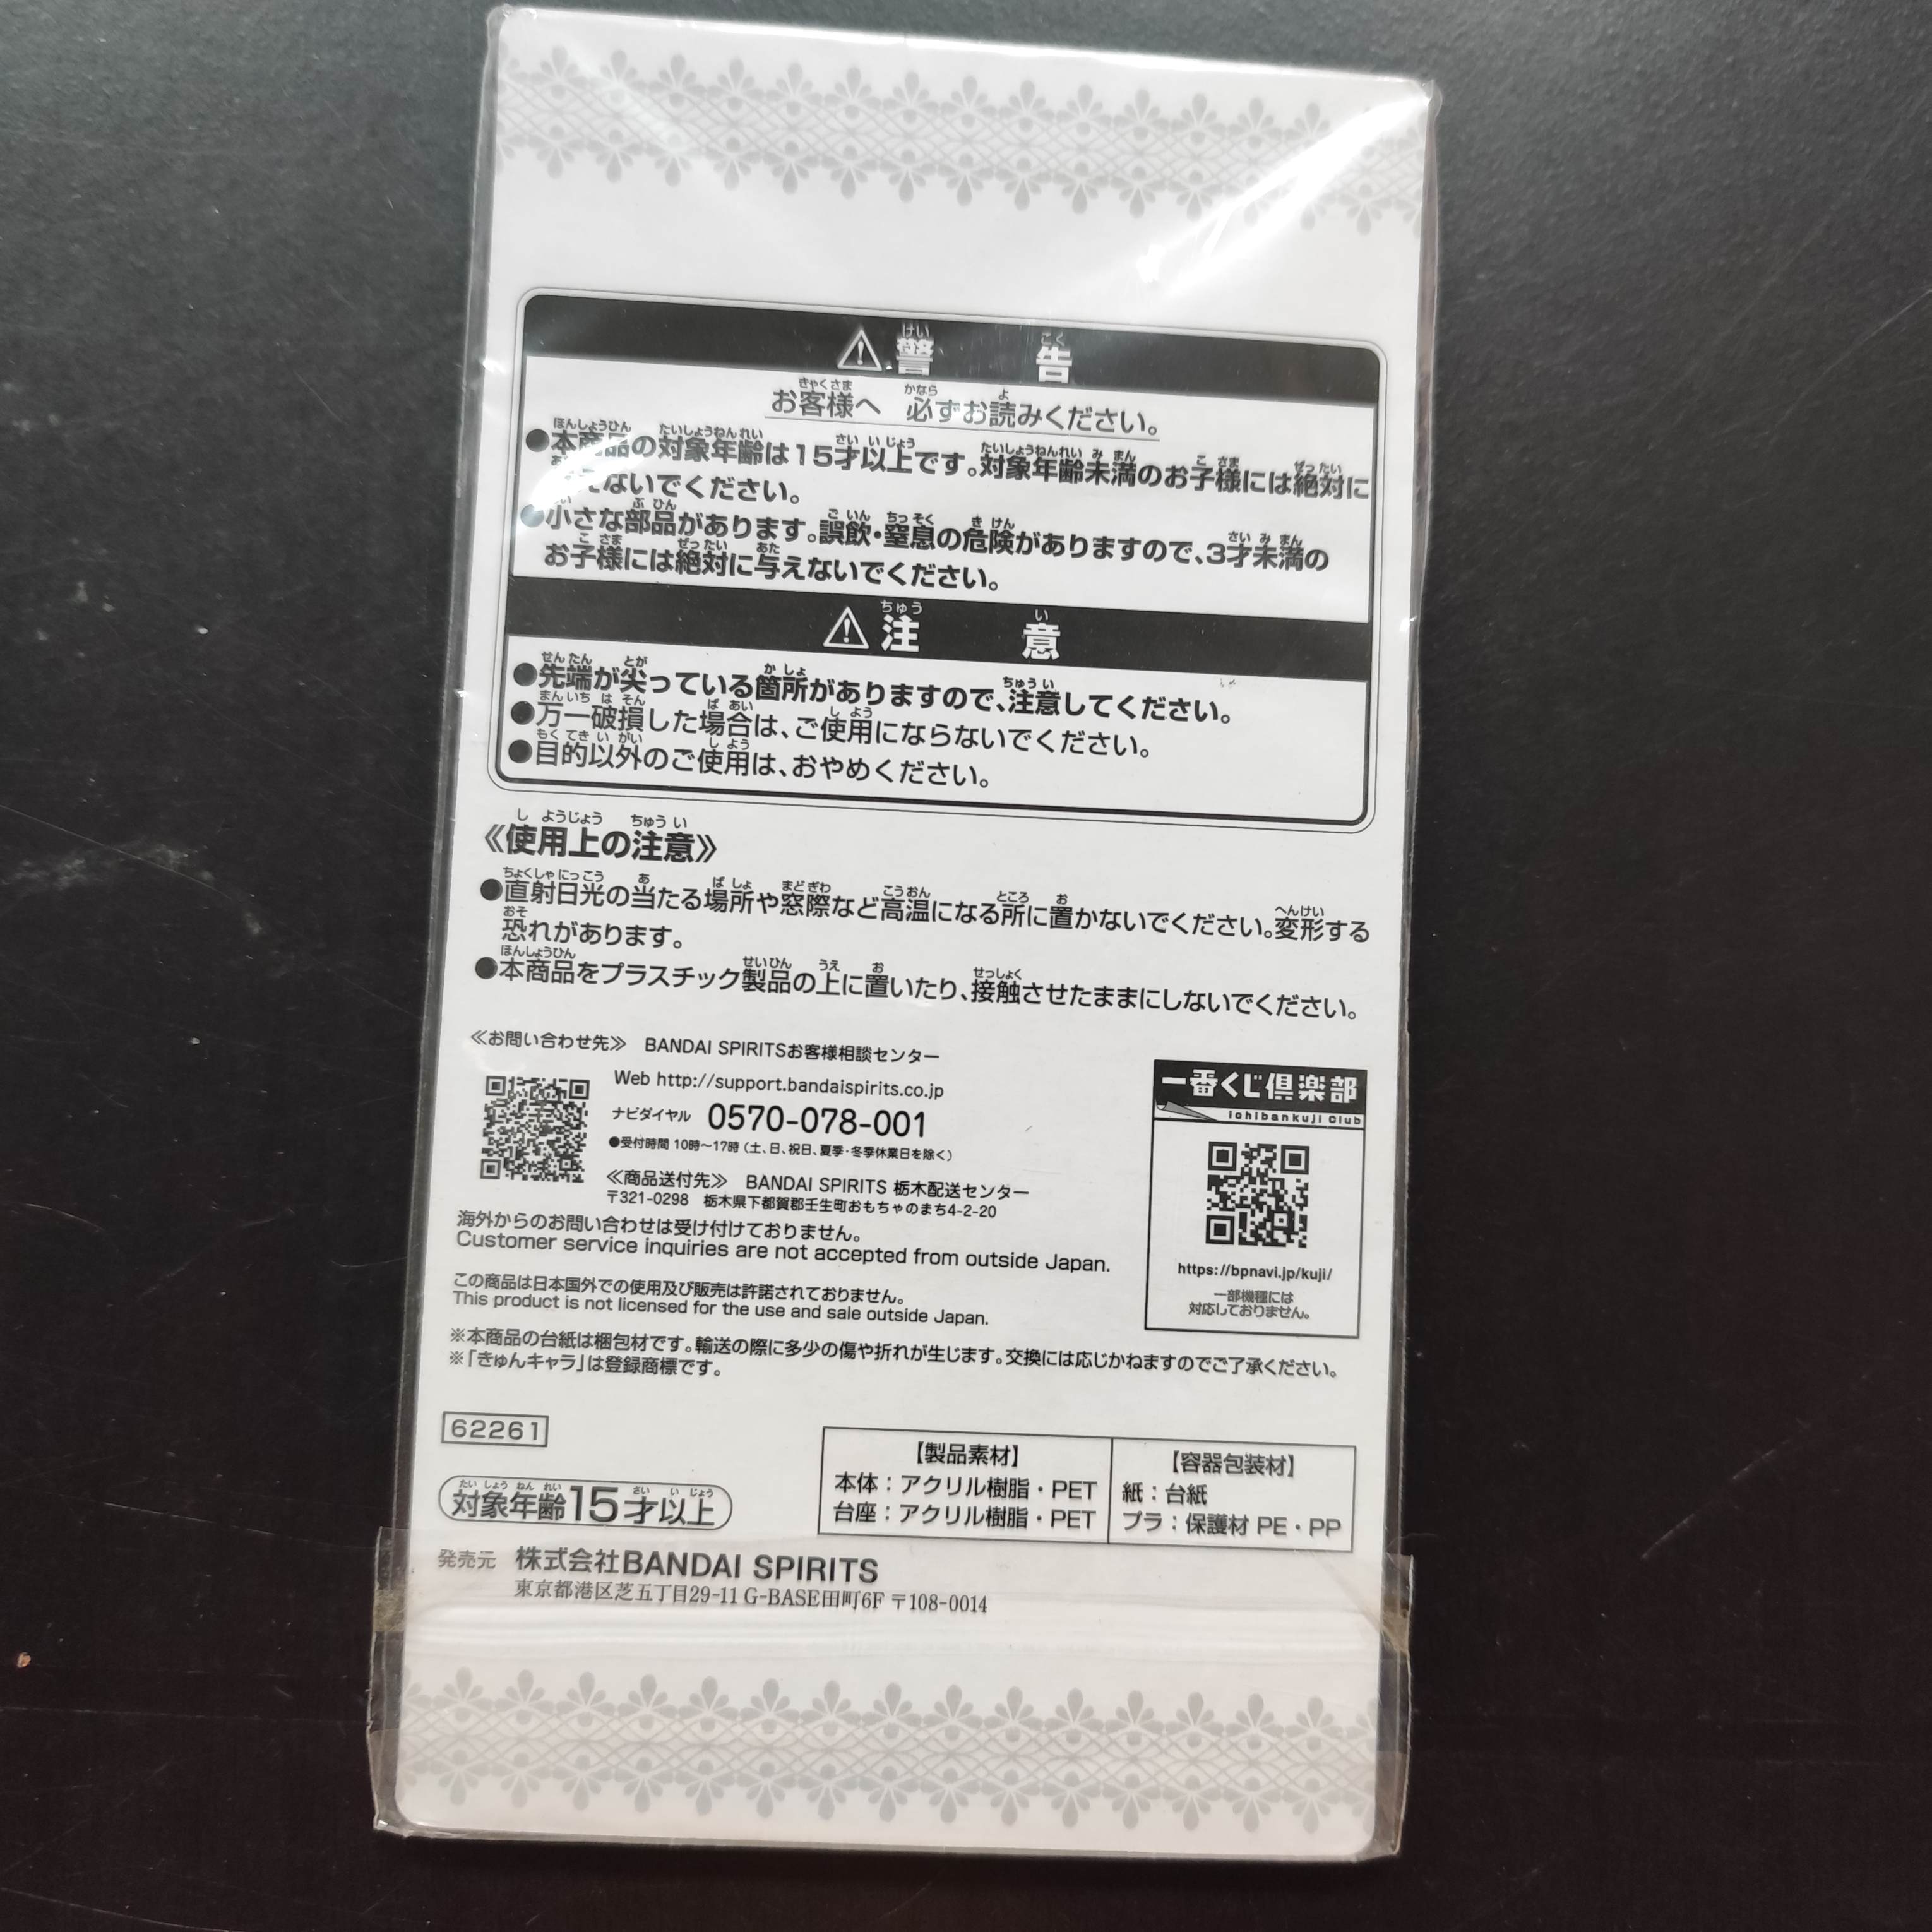 ⚠警告
お客様へ 必ずお読みください。
●本商品の対象年齢は15才以上です。対象年齢未満のお子様には絶対に
えないでください。
●小さな部品があります。誤飲・窒息の危険がありますので、3才未満の
お子様には絶対に与えないでください。
⚠注意
●先端が尖っている箇所がありますので、注意してください。
●万一破損した場合は、ご使用にならないでください。
●目的以外のご使用は、おやめください。
《使用上の注意》
●直射日光の当たる場所や窓際など高温になる所に置かないでください。変形する
恐れがあります。
●本商品をプラスチック製品の上に置いたり、接触させたままにしないでください。
≪お問い合わせ先≫ BANDAI SPIRITSお客様相談センター
Web http://support.bandaispirits.co.jp
ナビダイヤル 0570-078-001
●受付時間 10時〜17時(土、日、祝日、夏季・冬季休業日を除く)
≪商品送付先≫ BANDAI SPIRITS 栃木配送センター
〒321-0298 栃木県下都賀郡壬生町おもちゃのまち4-2-20
海外からのお問い合わせは受け付けておりません。
Customer service inquiries are not accepted from outside Japan.
この商品は日本国外での使用及び販売は許諾されておりません。
This product is not licensed for the use and sale outside Japan.
一番くじ倶楽部
Ichibankuji Club
https://bpnavi.jp/kuji/
一部機種には
対応しておりません。
※本商品の台紙は梱包材です。輸送の際に多少の傷や折れが生じます。交換には応じかねますのでご了承ください。
※「きゅんキャラ」は登録商標です。
62261
対象年齢15才以上
【製品素材】
本体:アクリル樹脂・PET
台座:アクリル樹脂・PET
【容器包装材】
紙:台紙
プラ:保護材 PE・PP
発売元 株式会社BANDAI SPIRITS
東京都港区芝五丁目29-11 G-BASE田町6F 〒108-0014